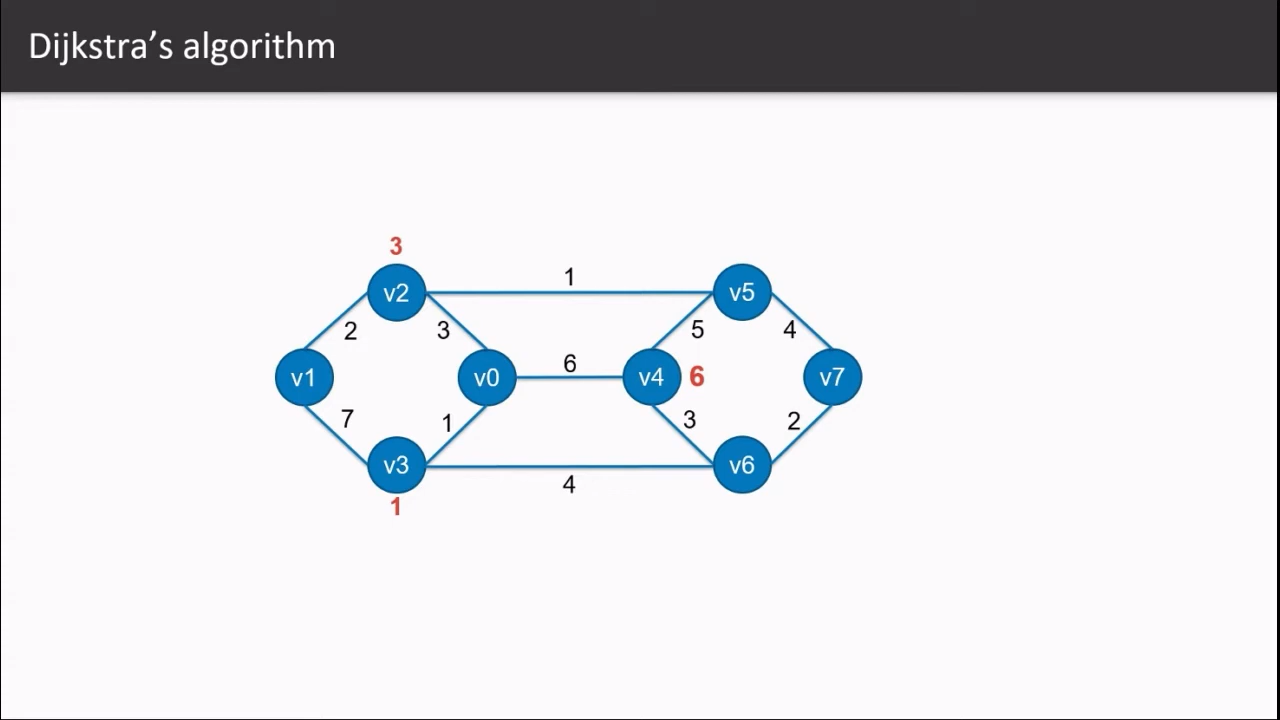 Dijkstra’s algorithm
3
v2
1
v5
2
3
5
4
v1
v0
6
v4
6
v7
7
1
3
2
v3
v6
4
1